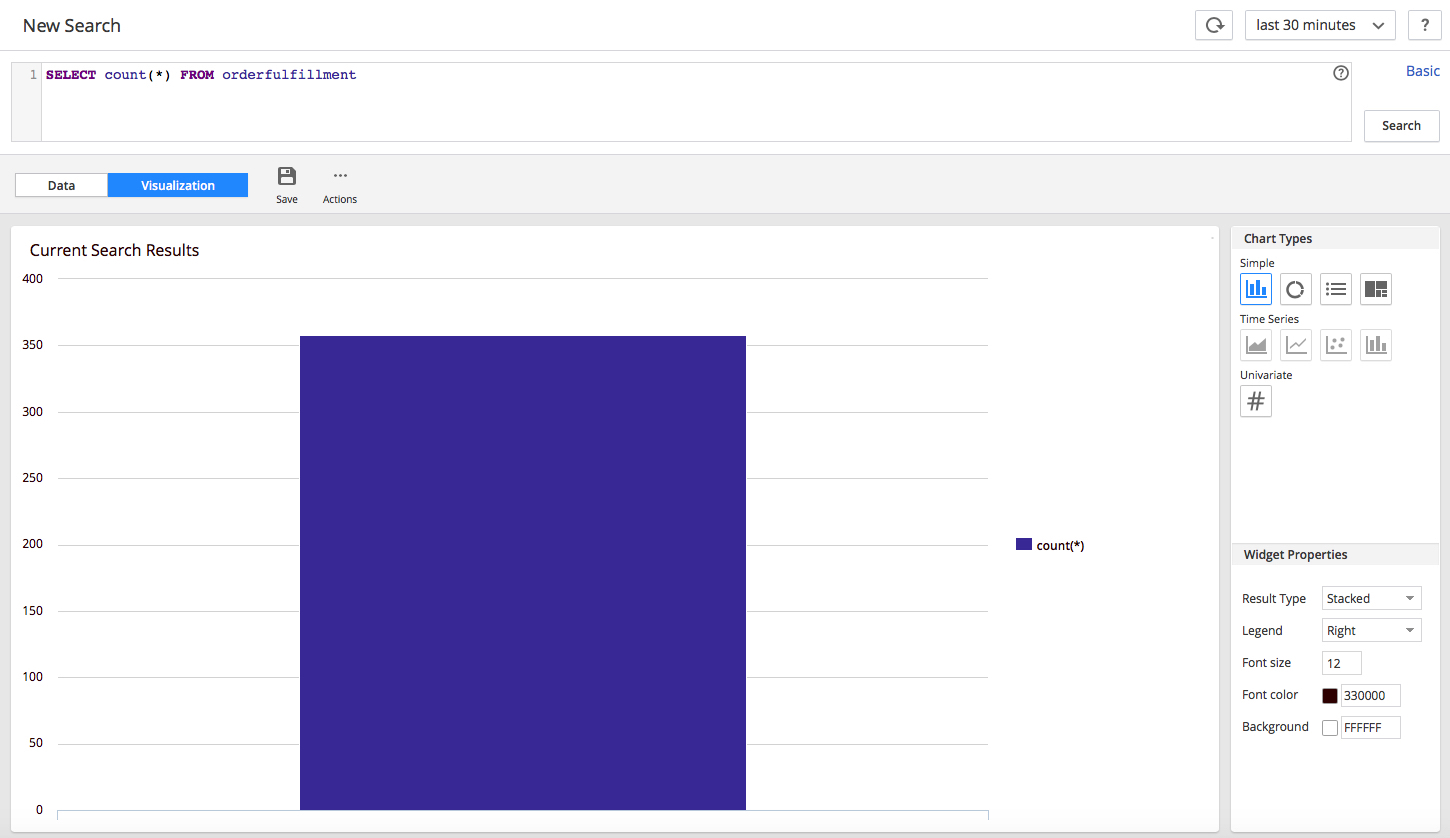 New Search
last 30 minutes
?
1 SELECT count(*) FROM orderfulfillment
?
Basic
Search
Data
Visualization
Save
Actions
Current Search Results
400
350
300
250
200
150
100
50
0
count(*)
Chart Types
Simple
Time Series
Univariate
#
Widget Properties
Result Type Stacked
Legend Right
Font size 12
Font color 330000
Background FFFFFF